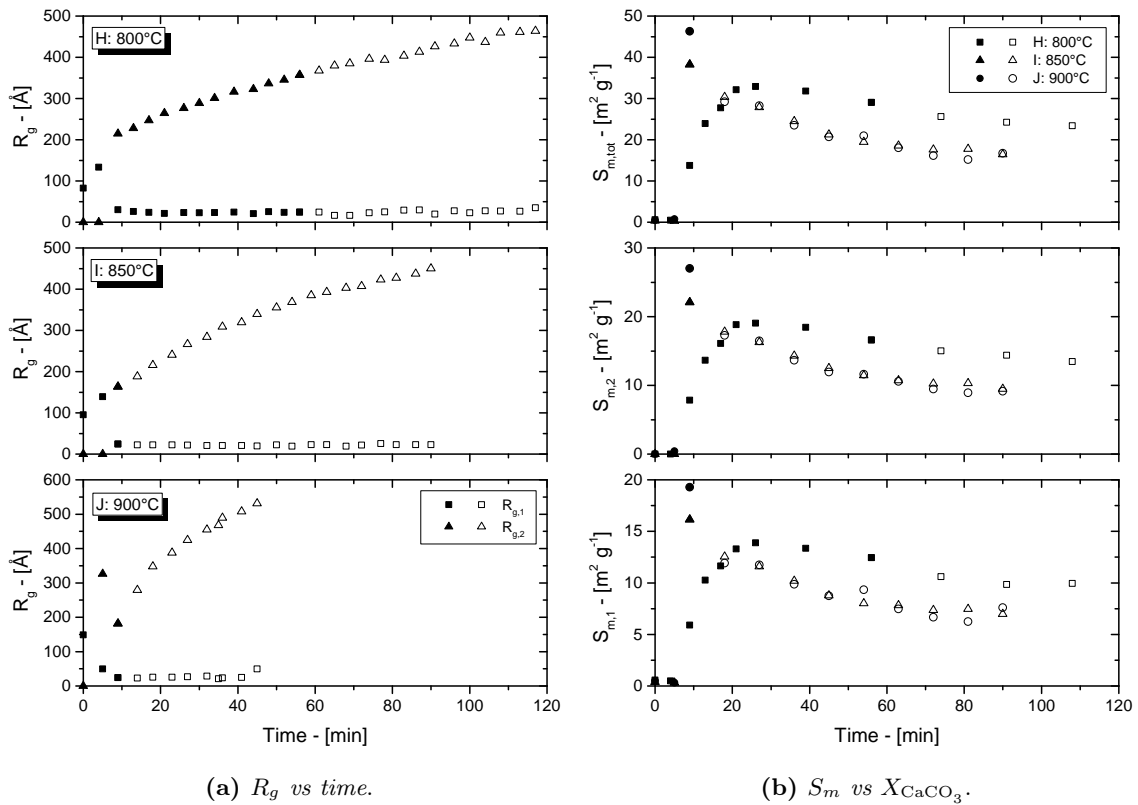 500
400
300
200
100
0
R_g - [Å]
H: 800°C
500
400
300
200
100
0
R_g - [Å]
I: 850°C
600
500
400
300
200
100
0
R_g - [Å]
J: 900°C
R_g,1
R_g,2
0 20 40 60 80 100 120
Time - [min]
(a) R_g vs time.
50
40
30
20
10
0
S_m,tot - [m² g⁻¹]
H: 800°C
I: 850°C
J: 900°C
30
20
10
0
S_m,2 - [m² g⁻¹]
20
15
10
5
0
S_m,1 - [m² g⁻¹]
0 20 40 60 80 100 120
Time - [min]
(b) S_m vs X_CaCO₃.